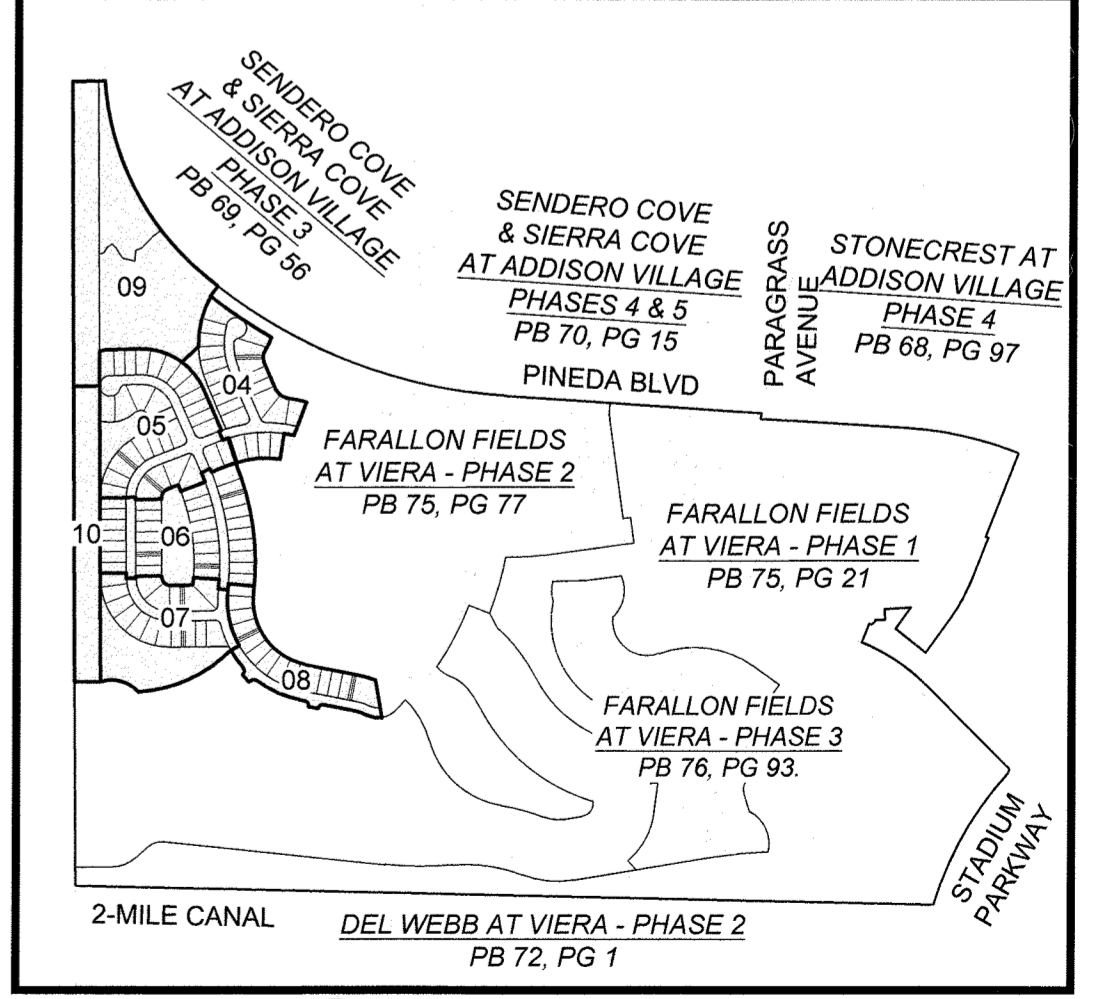 SENDERO COVE
& SIERRA COVE
AT ADDISON VILLAGE
PHASE 3
PB 69, PG 56
SENDERO COVE
& SIERRA COVE
AT ADDISON VILLAGE
PHASES 4 & 5
PB 70, PG 15
PARAGRASS
AVENUE
STONECREST AT
ADDISON VILLAGE
PHASE 4
PB 68, PG 97
PINEDA BLVD
09
04
05
10
06
07
08
FARALLON FIELDS
AT VIERA - PHASE 2
PB 75, PG 77
FARALLON FIELDS
AT VIERA - PHASE 1
PB 75, PG 21
FARALLON FIELDS
AT VIERA - PHASE 3
PB 76, PG 93.
STADIUM
PARKWAY
2-MILE CANAL
DEL WEBB AT VIERA - PHASE 2
PB 72, PG 1